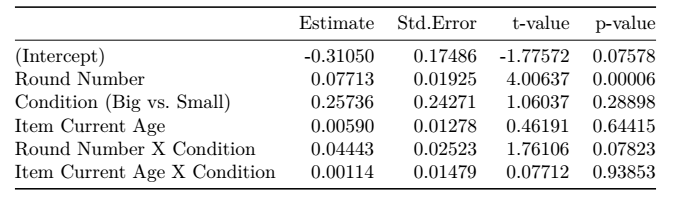 Estimate Std.Error t-value p-value
(Intercept) -0.31050 0.17486 -1.77572 0.07578
Round Number 0.07713 0.01925 4.00637 0.00006
Condition (Big vs. Small) 0.25736 0.24271 1.06037 0.28898
Item Current Age 0.00590 0.01278 0.46191 0.64415
Round Number X Condition 0.04443 0.02523 1.76106 0.07823
Item Current Age X Condition 0.00114 0.01479 0.07712 0.93853